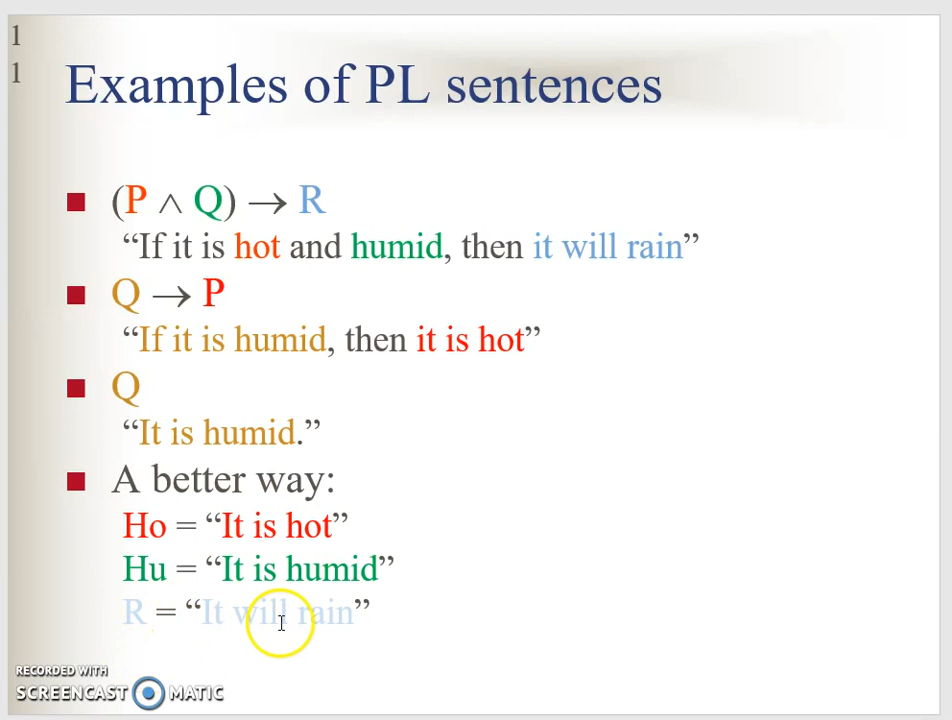 1
1
Examples of PL sentences
■ (P ∧ Q) → R
“If it is hot and humid, then it will rain”
■ Q → P
“If it is humid, then it is hot”
■ Q
“It is humid.”
■ A better way:
Ho = “It is hot”
Hu = “It is humid”
R = “It will rain”
RECORDED WITH
SCREENCAST MATIC